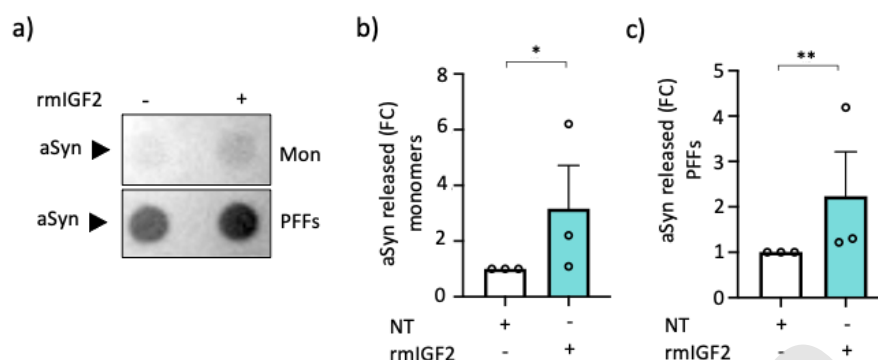 a)
rmIGF2 - +
aSyn Mon
aSyn PFFs
b)
*
aSyn released (FC)
monomers
8
6
4
2
0
NT + -
rmIGF2 - +
c)
**
aSyn released (FC)
PFFs
5
4
3
2
1
0
NT + -
rmIGF2 - +